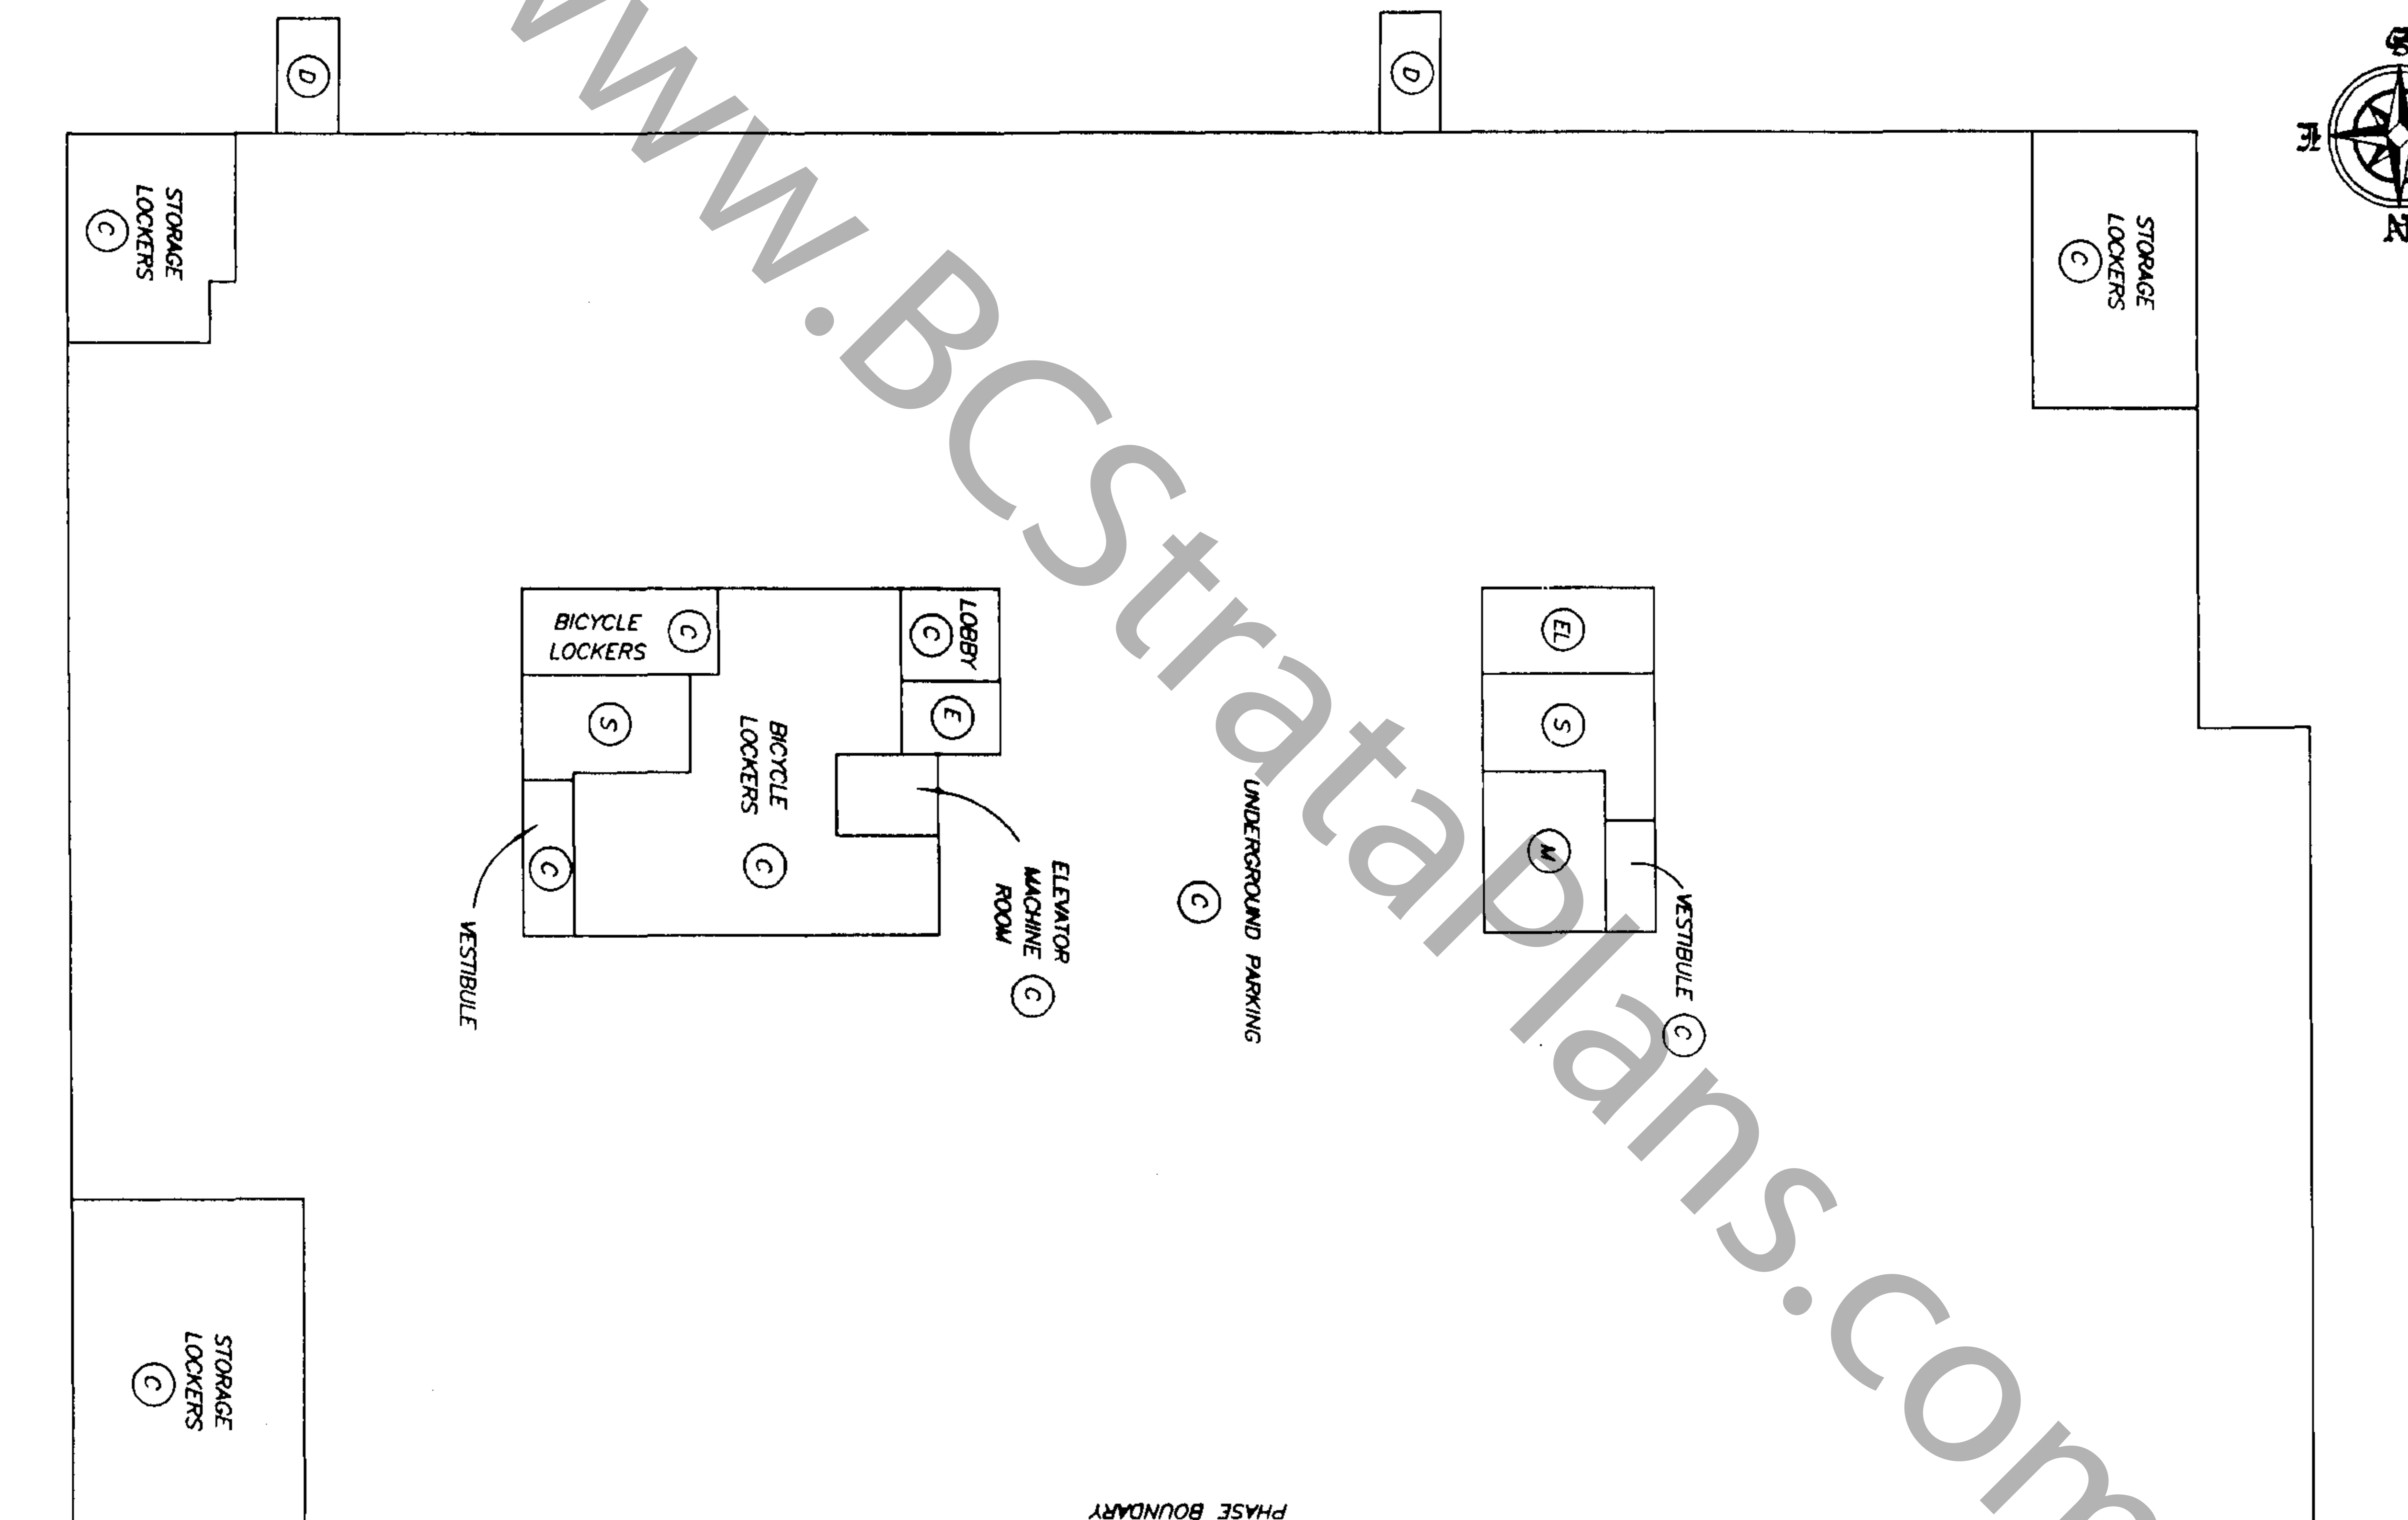 D
D
S
E
N
STORAGE
LOCKERS
C
STORAGE
LOCKERS
C
BICYCLE
LOCKERS
C
LOBBY
C
E
S
BICYCLE
LOCKERS
C
C
VESTIBULE
ELEVATOR
MACHINE
ROOM
C
UNDERGROUND PARKING
C
EL
S
M
VESTIBULE C
STORAGE
LOCKERS
C
PHASE BOUNDARY
www.BCStrataPlans.com